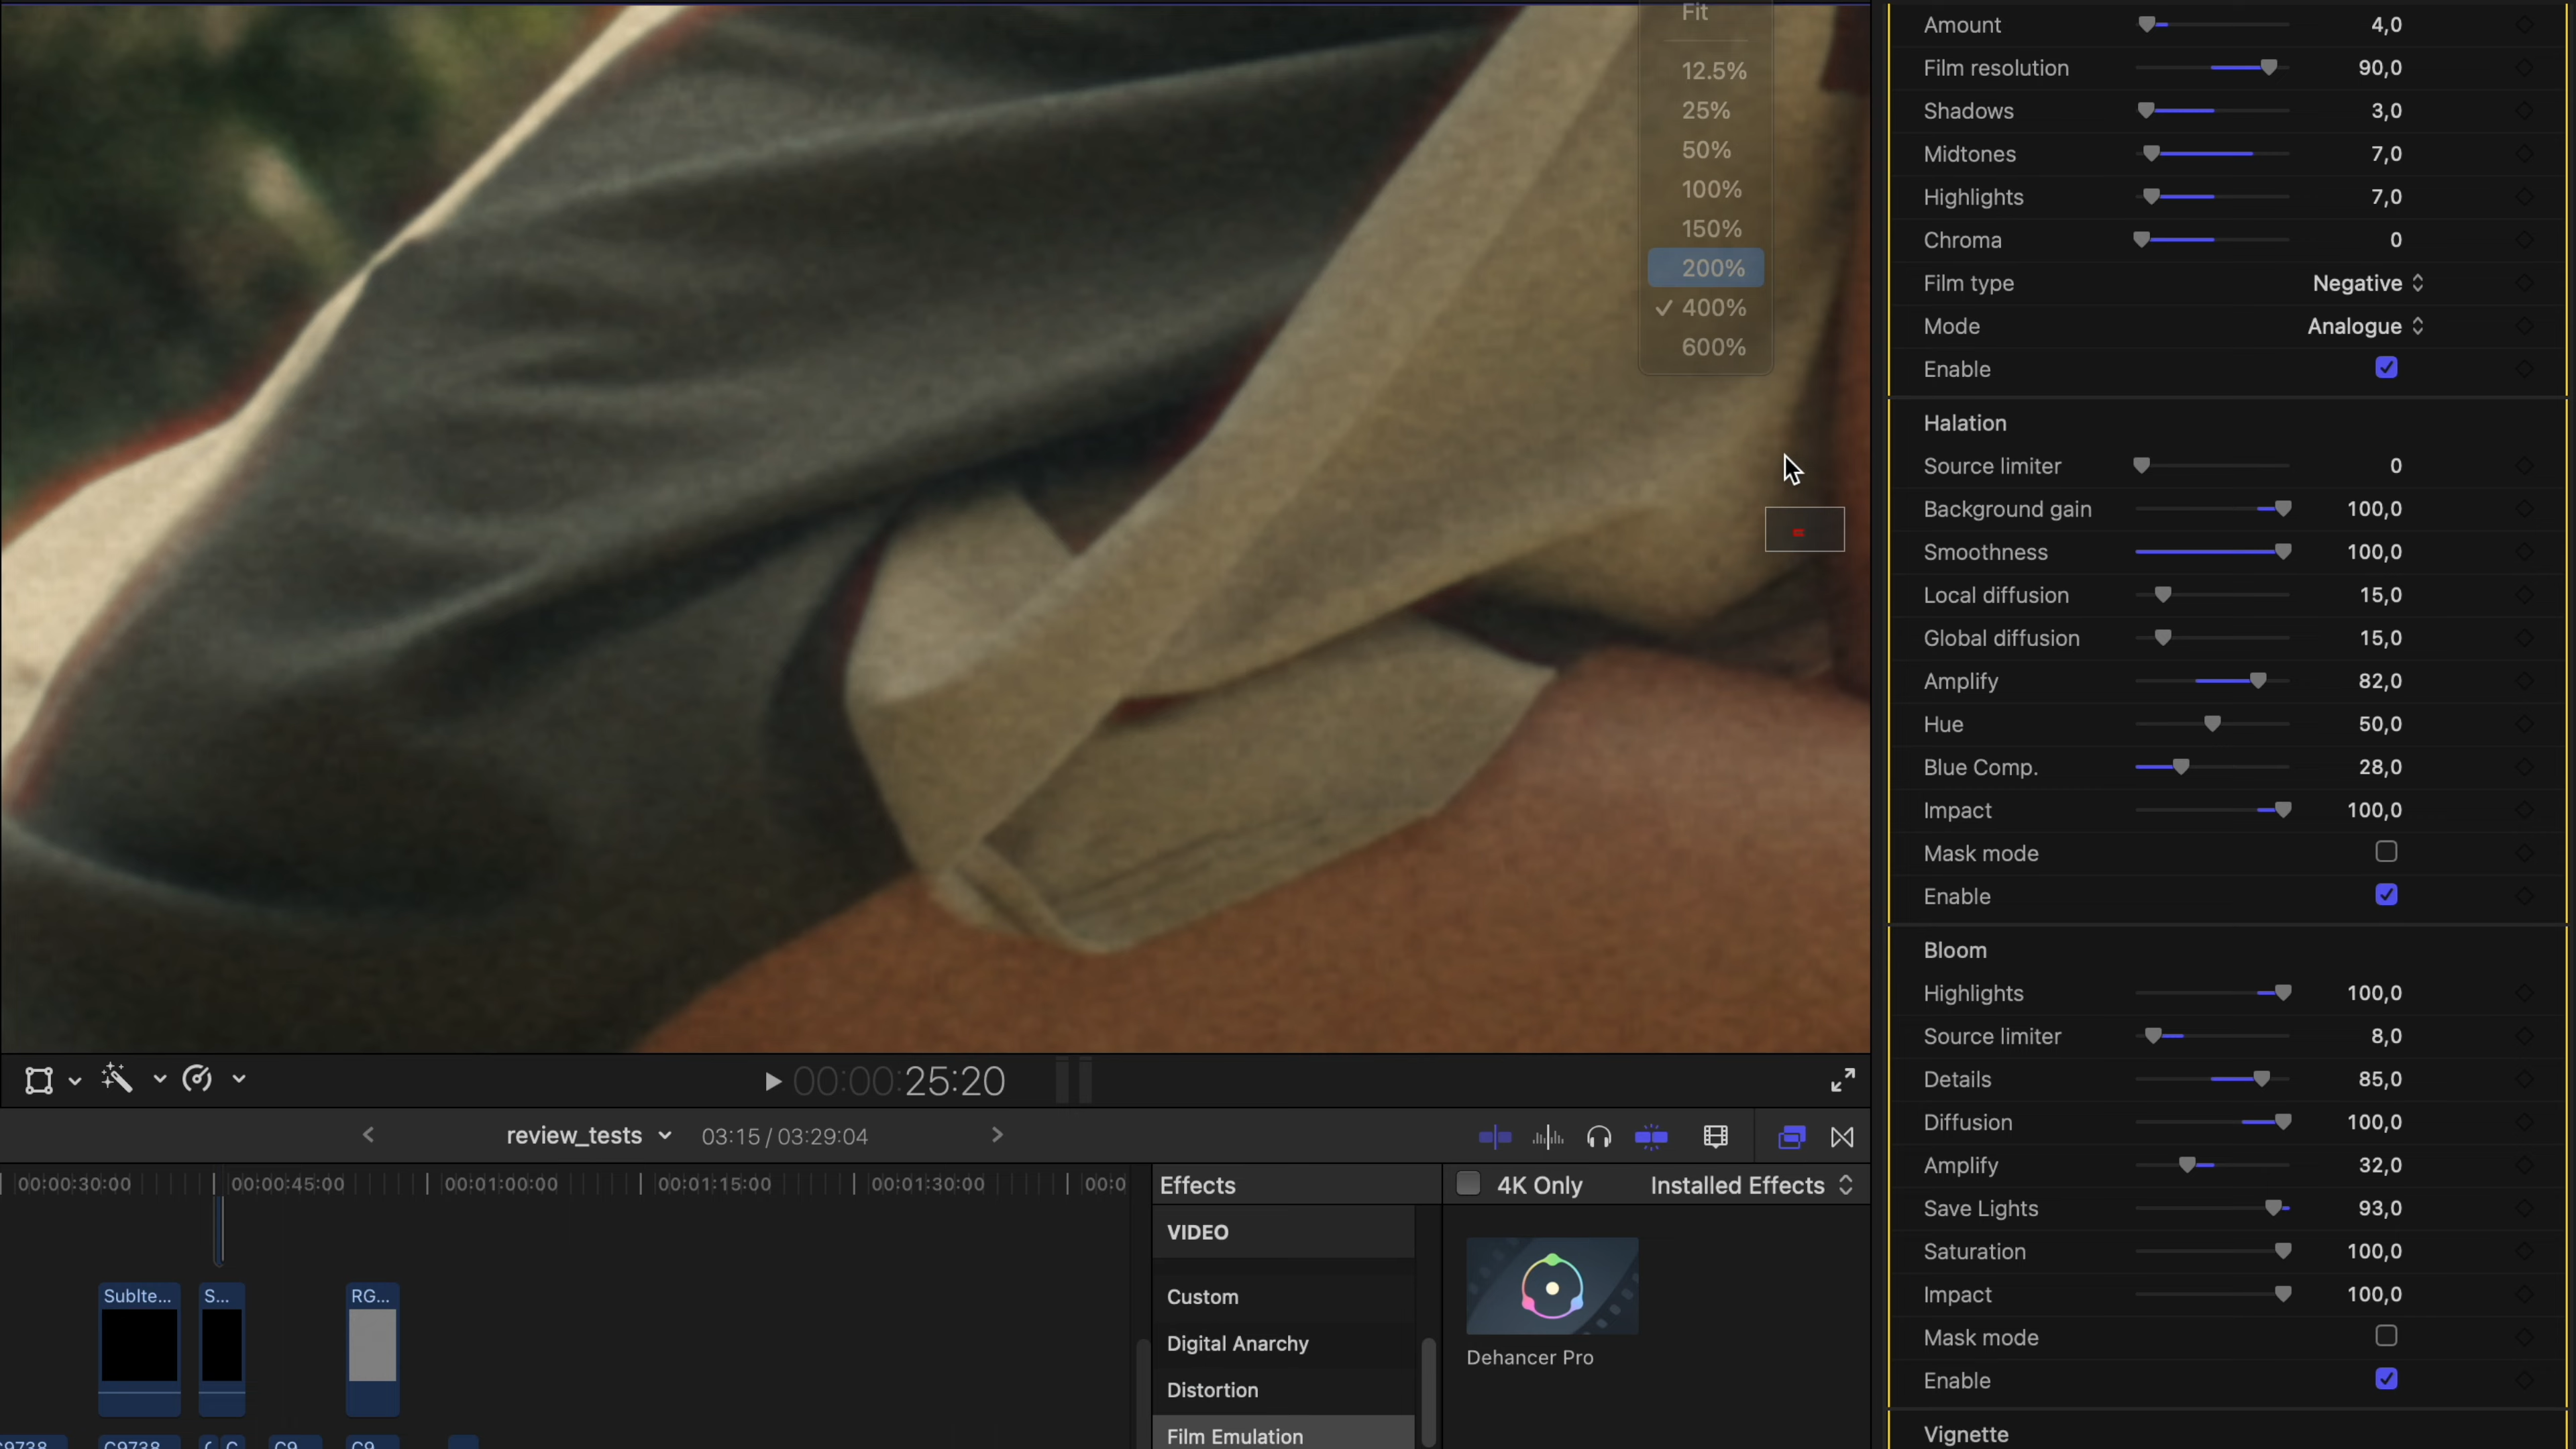 Fit
12.5%
25%
50%
100%
150%
200%
✓ 400%
600%
Amount 4,0
Film resolution 90,0
Shadows 3,0
Midtones 7,0
Highlights 7,0
Chroma 0
Film type Negative
Mode Analogue
Enable
Halation
Source limiter 0
Background gain 100,0
Smoothness 100,0
Local diffusion 15,0
Global diffusion 15,0
Amplify 82,0
Hue 50,0
Blue Comp. 28,0
Impact 100,0
Mask mode
Enable
Bloom
Highlights 100,0
Source limiter 8,0
Details 85,0
Diffusion 100,0
Amplify 32,0
Save Lights 93,0
Saturation 100,0
Impact 100,0
Mask mode
Enable
Vignette
00:00:25:20
review_tests 03:15 / 03:29:04
00:00:30:00 00:00:45:00 00:01:00:00 00:01:15:00 00:01:30:00 00:0
Subite... S... RG...
C9738
Effects
VIDEO
Custom
Digital Anarchy
Distortion
Film Emulation
4K Only Installed Effects
Dehancer Pro